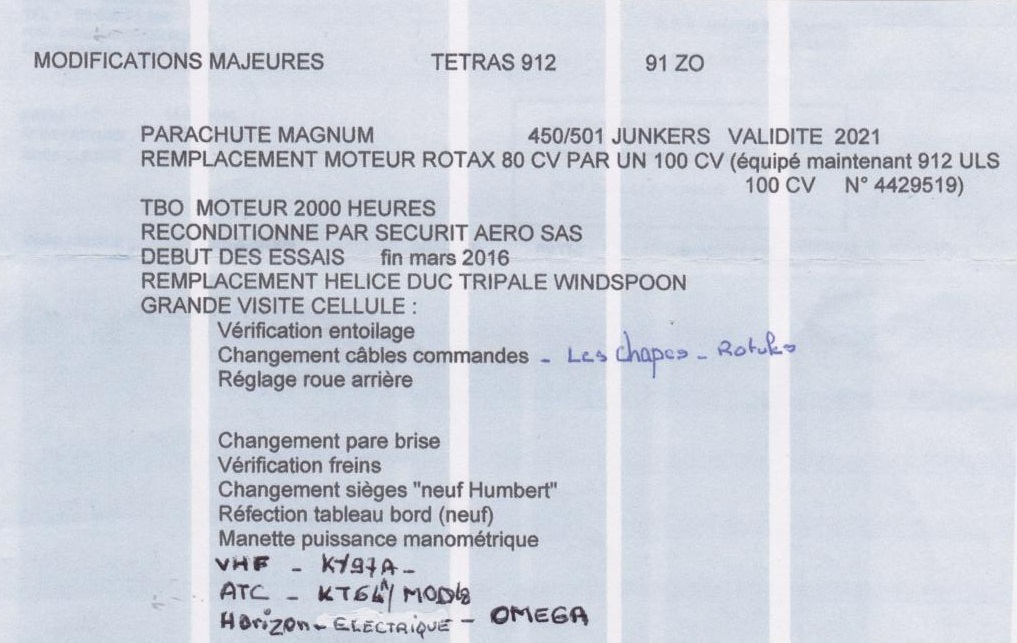 MODIFICATIONS MAJEURES TETRAS 912 91 ZO
PARACHUTE MAGNUM 450/501 JUNKERS VALIDITE 2021
REMPLACEMENT MOTEUR ROTAX 80 CV PAR UN 100 CV (équipé maintenant 912 ULS
100 CV N° 4429519)
TBO MOTEUR 2000 HEURES
RECONDITIONNE PAR SECURIT AERO SAS
DEBUT DES ESSAIS fin mars 2016
REMPLACEMENT HELICE DUC TRIPALE WINDSPOON
GRANDE VISITE CELLULE :
Vérification entoilage
Changement câbles commandes - Les chapes -
Réglage roue arrière
Changement pare brise
Vérification freins
Changement sièges "neuf Humbert"
Réfection tableau bord (neuf)
Manette puissance manométrique
VHF - KY97A -
ATC -
Horizon - ELECTRIQUE - OMEGA